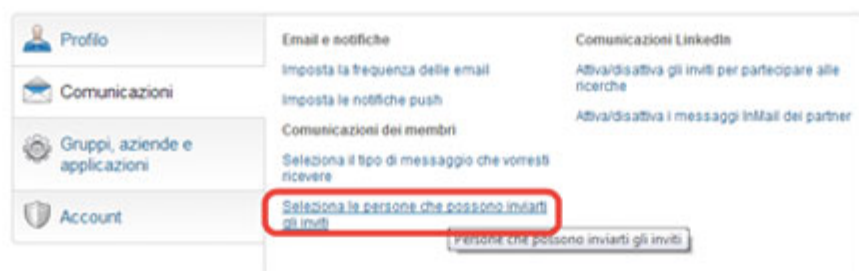 Profilo
Comunicazioni
Gruppi, aziende e
applicazioni
Account
Email e notifiche
Imposta la frequenza delle email
Imposta le notifiche push
Comunicazioni dei membri
Seleziona il tipo di messaggio che vorresti
ricevere
Seleziona le persone che possono inviarti
gli inviti
Persone che possono inviarti gli inviti
Comunicazioni LinkedIn
Attiva/disattiva gli inviti per partecipare alle
ricerche
Attiva/disattiva i messaggi InMail dei partner